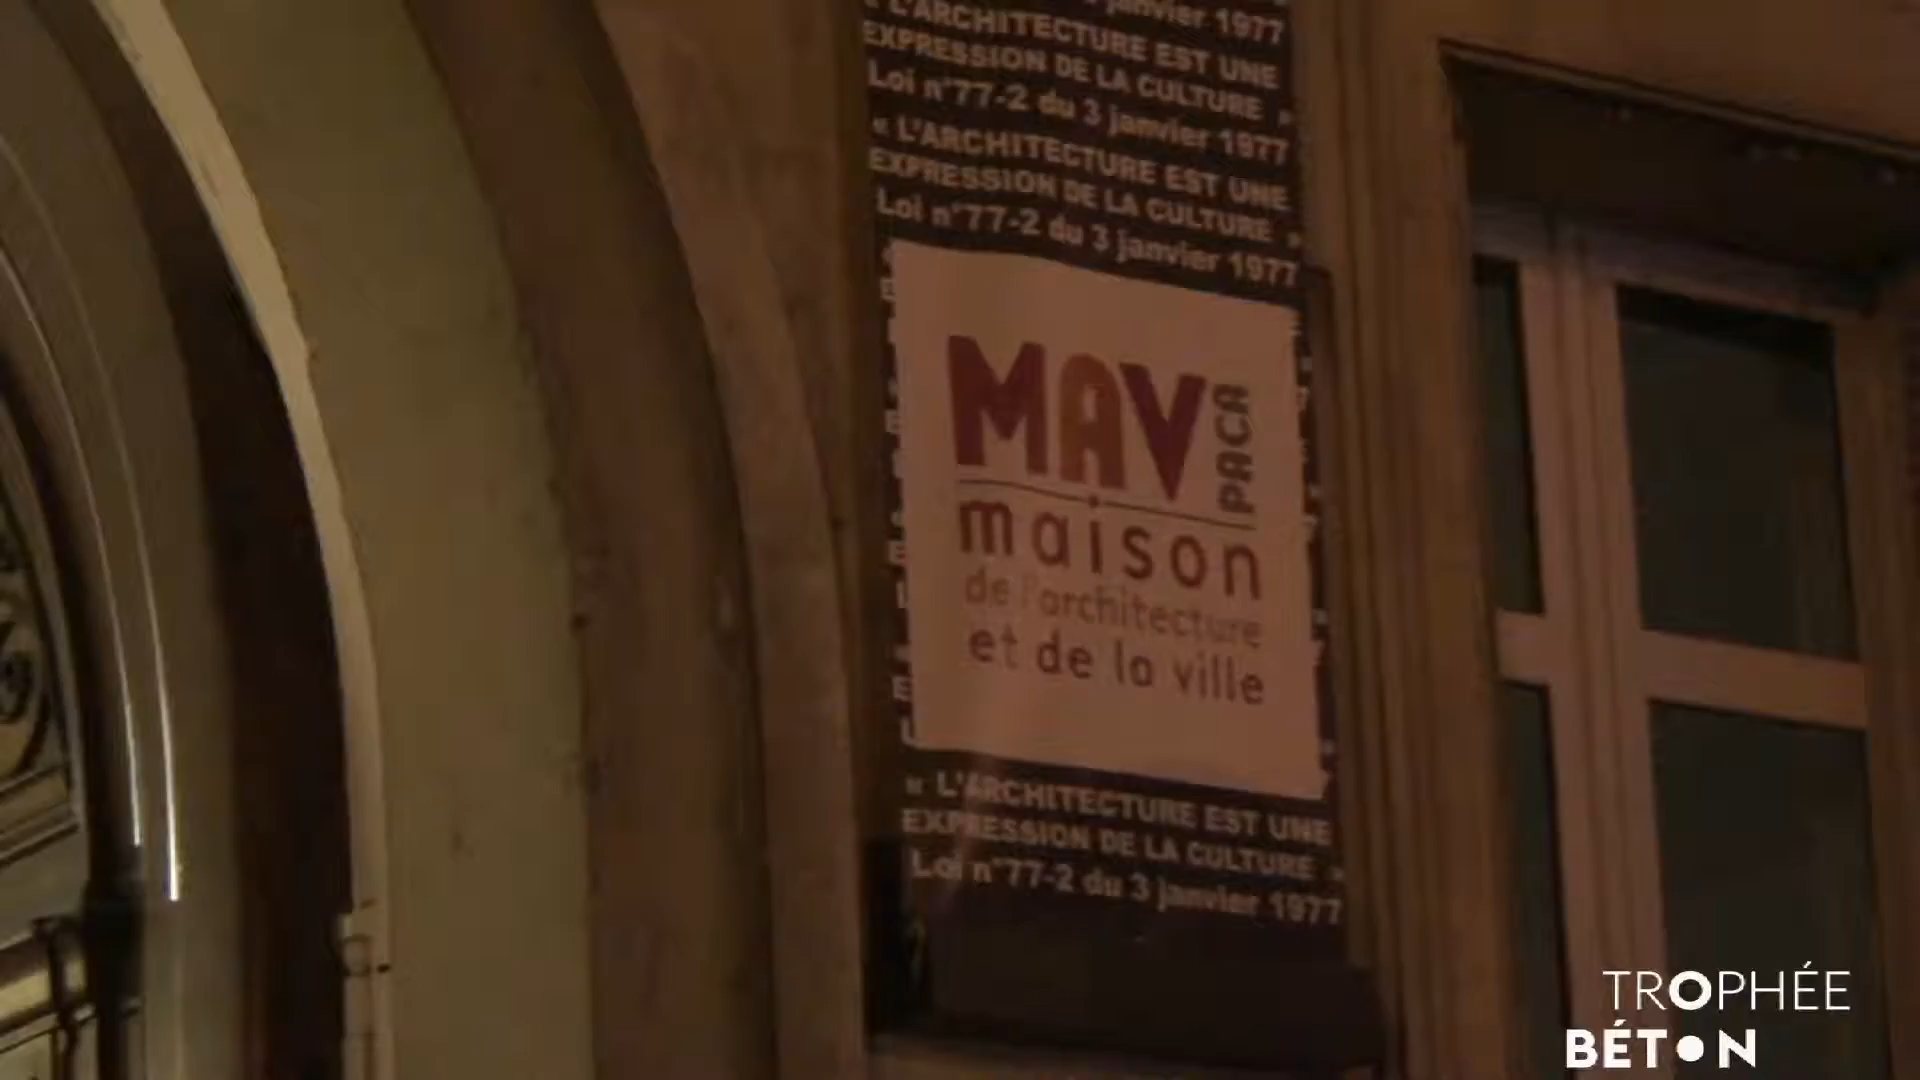 janvier 1977
« L'ARCHITECTURE EST UNE
EXPRESSION DE LA CULTURE »
Loi n°77-2 du 3 janvier 1977
« L'ARCHITECTURE EST UNE
EXPRESSION DE LA CULTURE »
Loi n°77-2 du 3 janvier 1977
MAV PACA
maison
de l'architecture
et de la ville
« L'ARCHITECTURE EST UNE
EXPRESSION DE LA CULTURE »
Loi n°77-2 du 3 janvier 1977
TROPHÉE
BÉTON